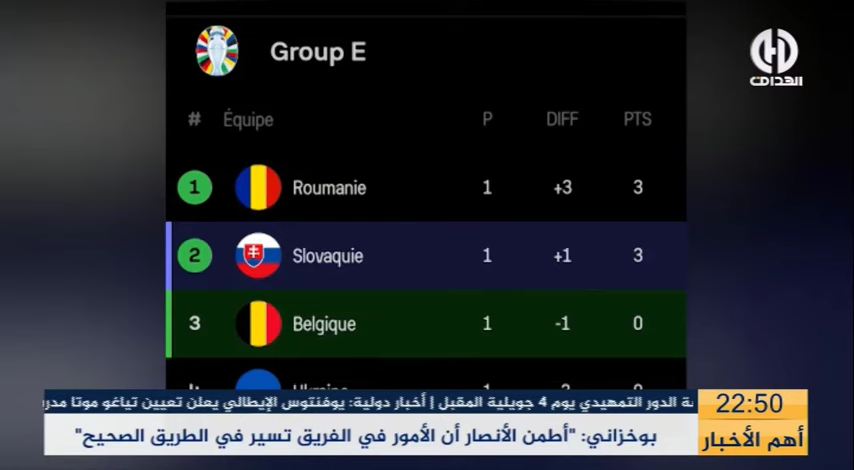 Group E
الهداف
# Équipe P DIFF PTS
1 Roumanie 1 +3 3
2 Slovaquie 1 +1 3
3 Belgique 1 -1 0
الدور التمهيدي يوم 4 جويلية المقبل | أخبار دولية: يوفنتوس الإيطالي يعلن تعيين تياغو موتا
22:50
أهم الأخبار
بوخزاني: "أطمن الأنصار أن الأمور في الفريق تسير في الطريق الصحيح"